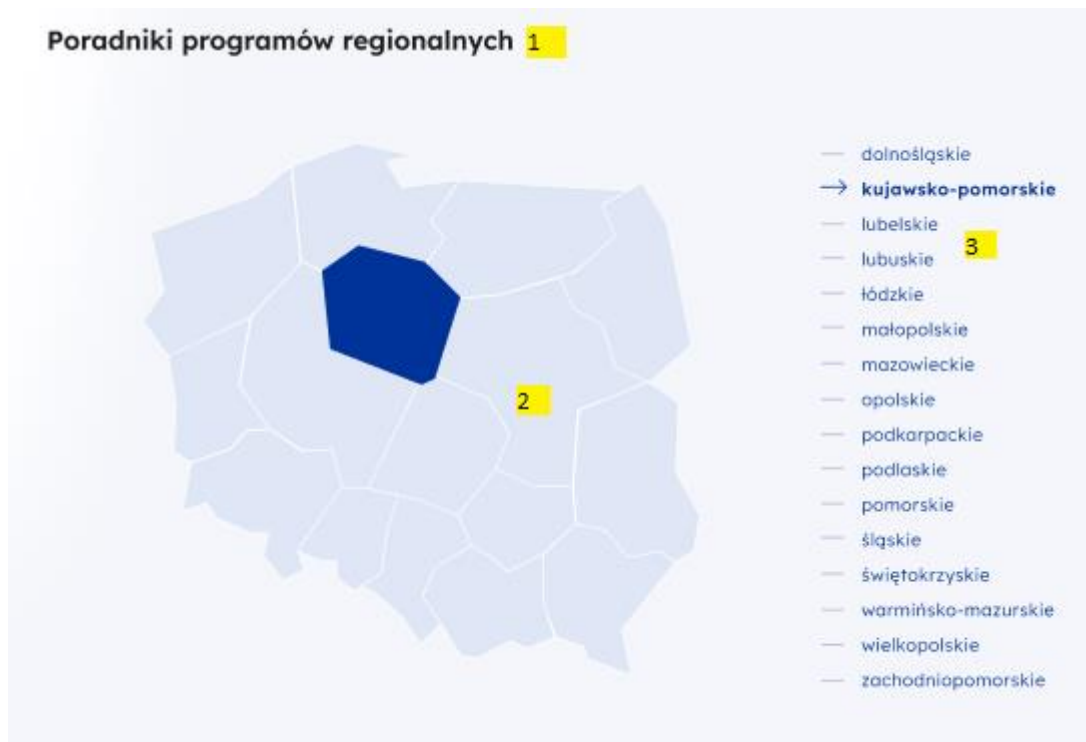 Poradniki programów regionalnych 1
dolnośląskie
kujawsko-pomorskie
lubelskie
3
lubuskie
łódzkie
małopolskie
mazowieckie
2
opolskie
podkarpackie
podlaskie
pomorskie
śląskie
świętokrzyskie
warmińsko-mazurskie
wielkopolskie
zachodniopomorskie